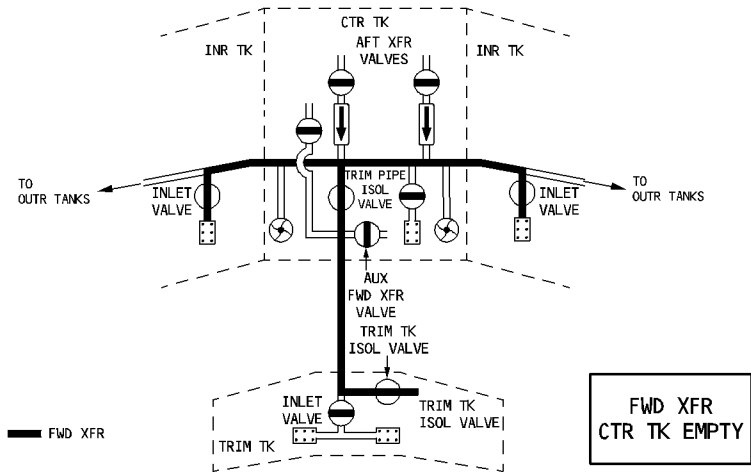 CTR TK
INR TK
AFT XFR
VALVES
INR TK
TRIM PIPE
ISOL
VALVE
TO
OUTR TANKS
INLET
VALVE
INLET
VALVE
TO
OUTR TANKS
AUX
FWD XFR
VALVE
TRIM TK
ISOL VALVE
INLET
VALVE
TRIM TK
ISOL VALVE
TRIM TK
FWD XFR
FWD XFR
CTR TK EMPTY